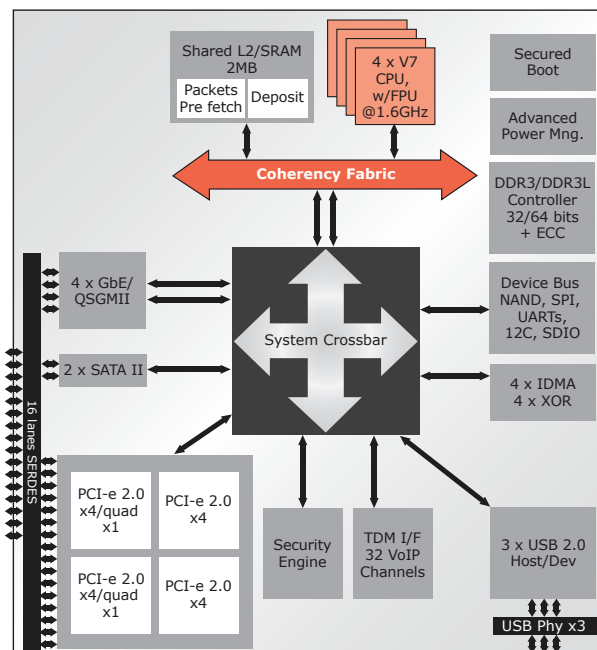 Shared L2/SRAM
2MB
Packets
Pre fetch
Deposit
4 x V7
CPU,
w/FPU
@1.6GHz
Secured
Boot
Advanced
Power Mng.
Coherency Fabric
DDR3/DDR3L
Controller
32/64 bits
+ ECC
4 x GbE/
QSGMII
Device Bus
NAND, SPI,
UARTs,
12C, SDIO
System Crossbar
2 x SATA II
4 x IDMA
4 x XOR
16 lanes SERDES
PCI-e 2.0
x4/quad
x1
PCI-e 2.0
x4
PCI-e 2.0
x4/quad
x1
PCI-e 2.0
x4
Security
Engine
TDM I/F
32 VoIP
Channels
3 x USB 2.0
Host/Dev
USB Phy x3